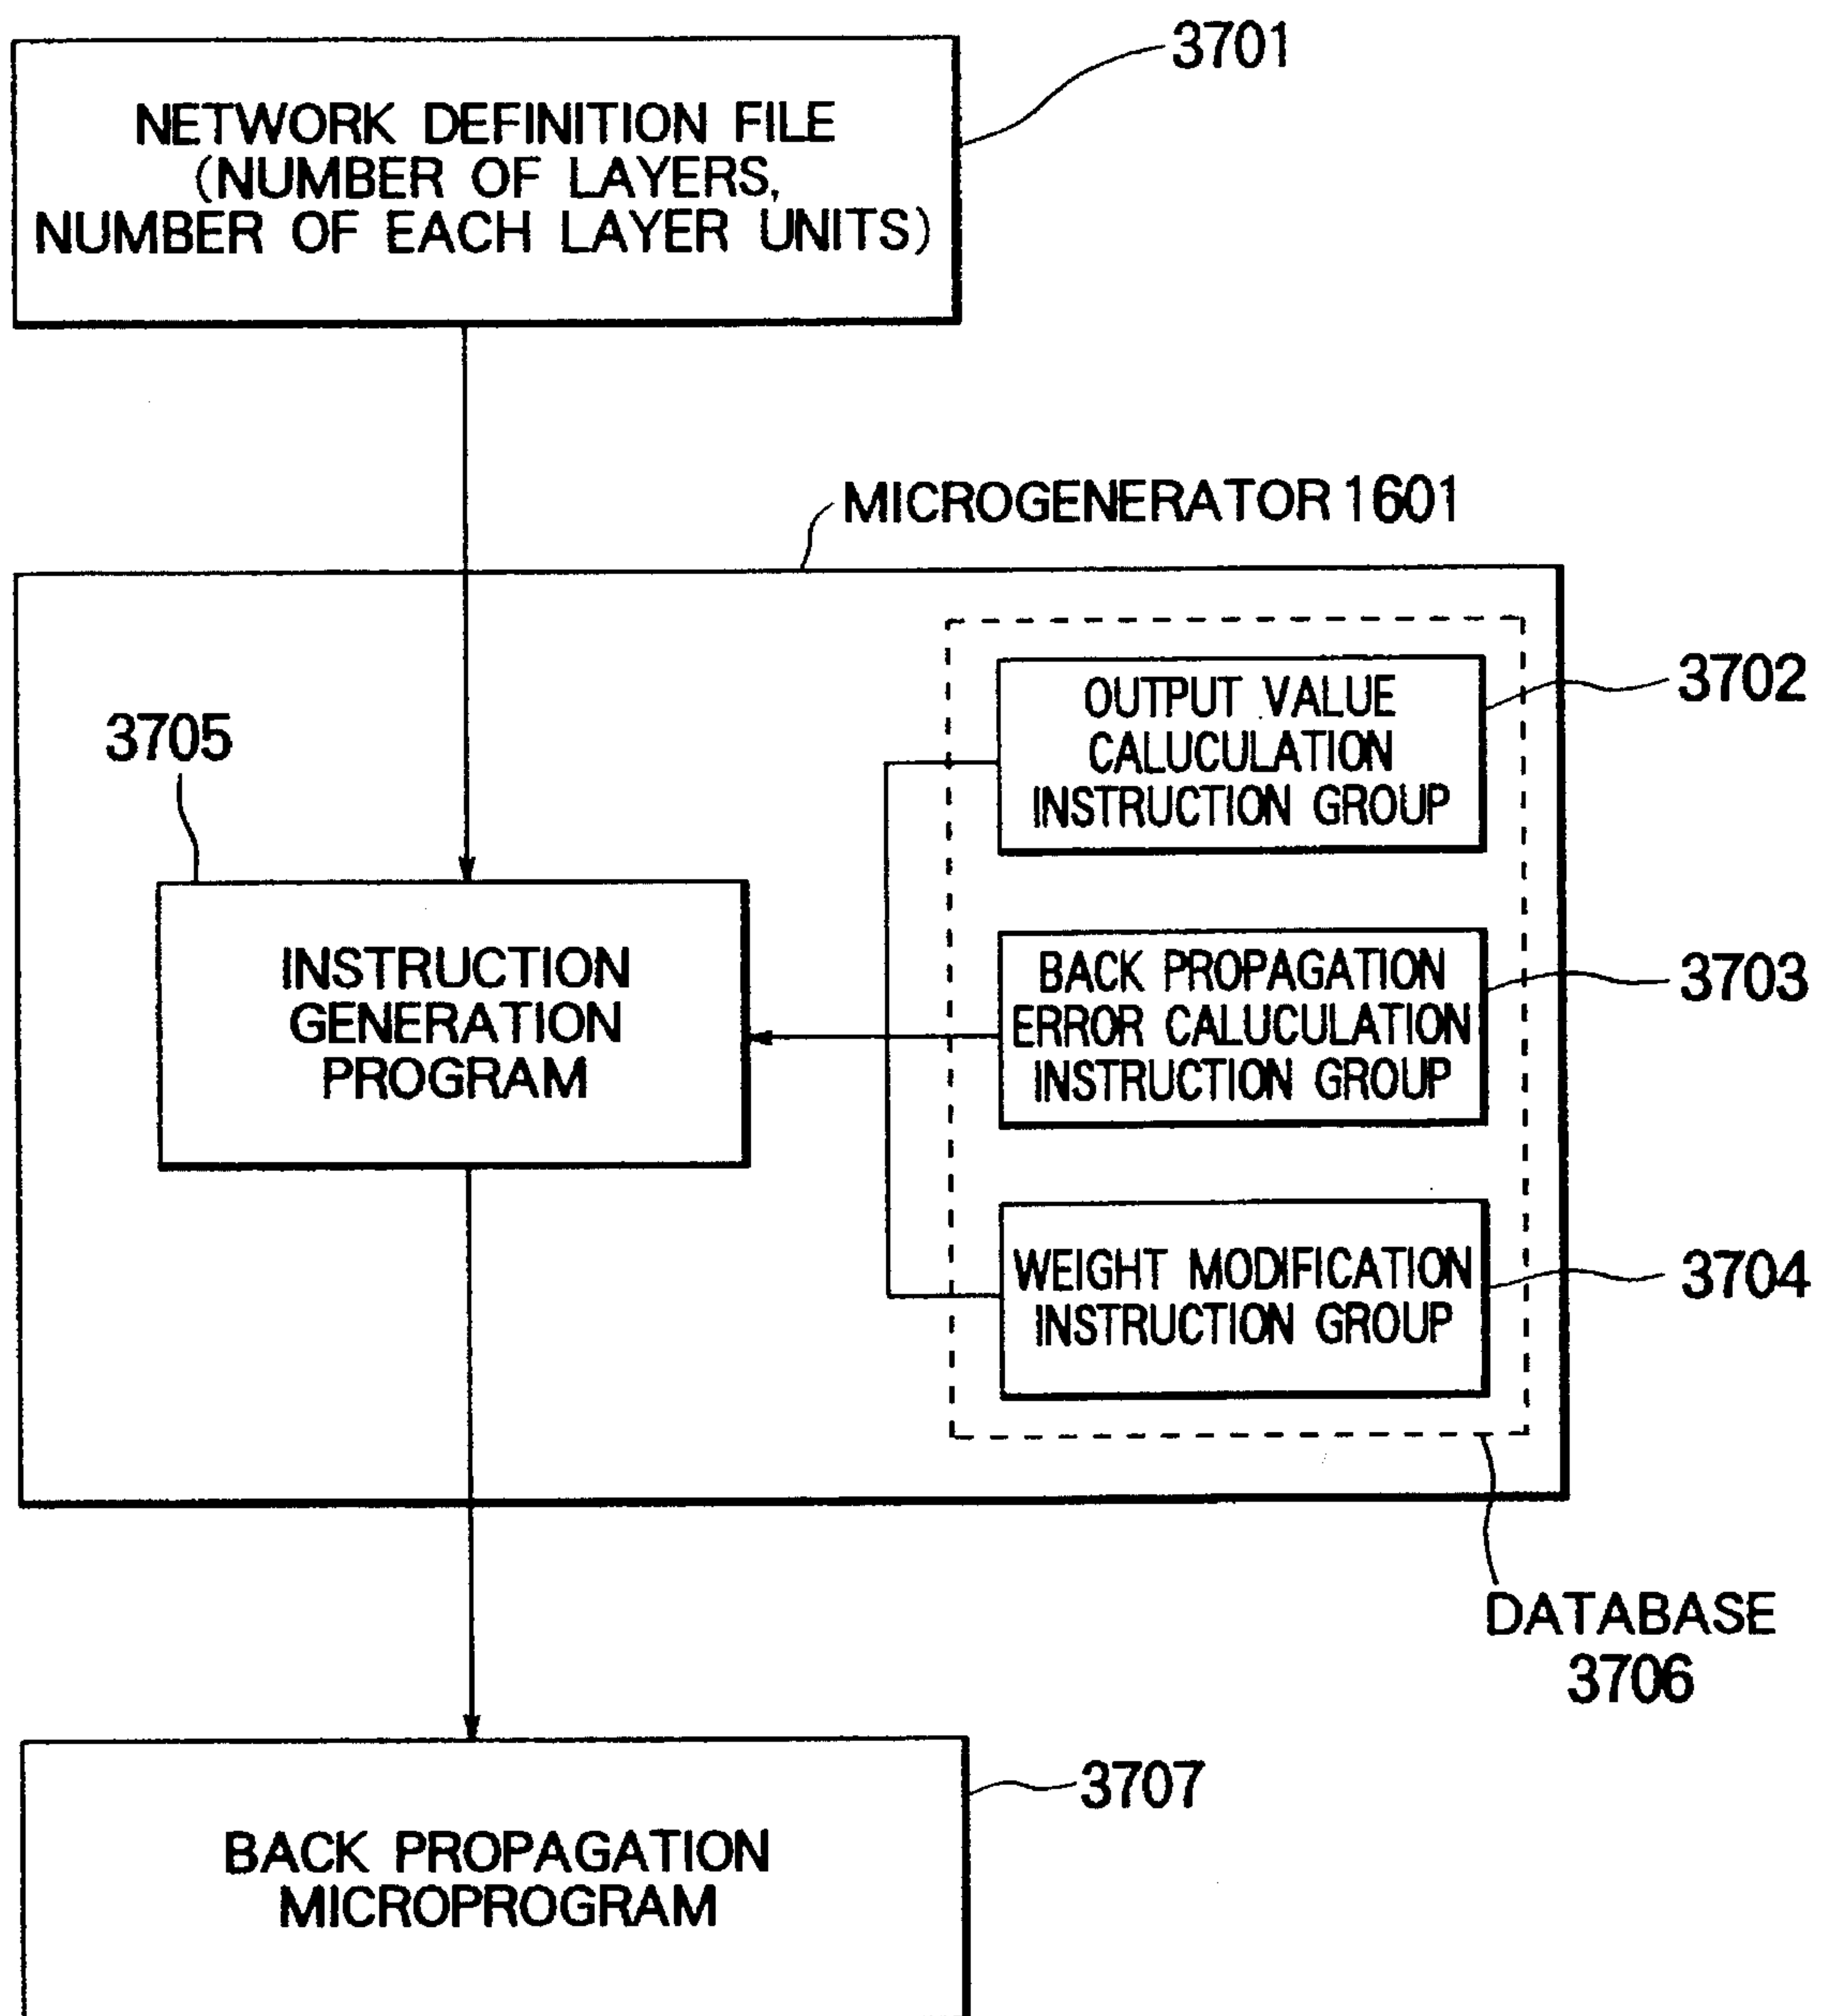 3701
NETWORK DEFINITION FILE
(NUMBER OF LAYERS,
NUMBER OF EACH LAYER UNITS)
MICROGENERATOR 1601
3705
INSTRUCTION
GENERATION
PROGRAM
OUTPUT VALUE
CALUCULATION
INSTRUCTION GROUP
3702
BACK PROPAGATION
ERROR CALUCULATION
INSTRUCTION GROUP
3703
WEIGHT MODIFICATION
INSTRUCTION GROUP
3704
DATABASE
3706
3707
BACK PROPAGATION
MICROPROGRAM